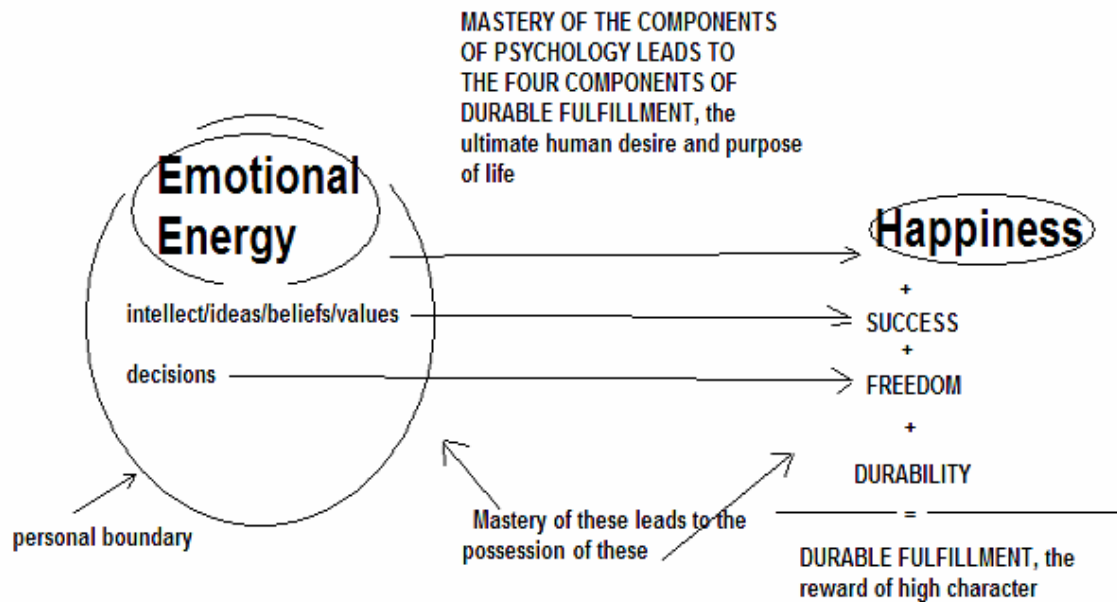 MASTERY OF THE COMPONENTS
OF PSYCHOLOGY LEADS TO
THE FOUR COMPONENTS OF
DURABLE FULFILLMENT, the
ultimate human desire and purpose
of life
Emotional
Energy
intellect/ideas/beliefs/values
decisions
personal boundary
Mastery of these leads to the
possession of these
Happiness
+
SUCCESS
+
FREEDOM
+
DURABILITY
=
DURABLE FULFILLMENT, the
reward of high character